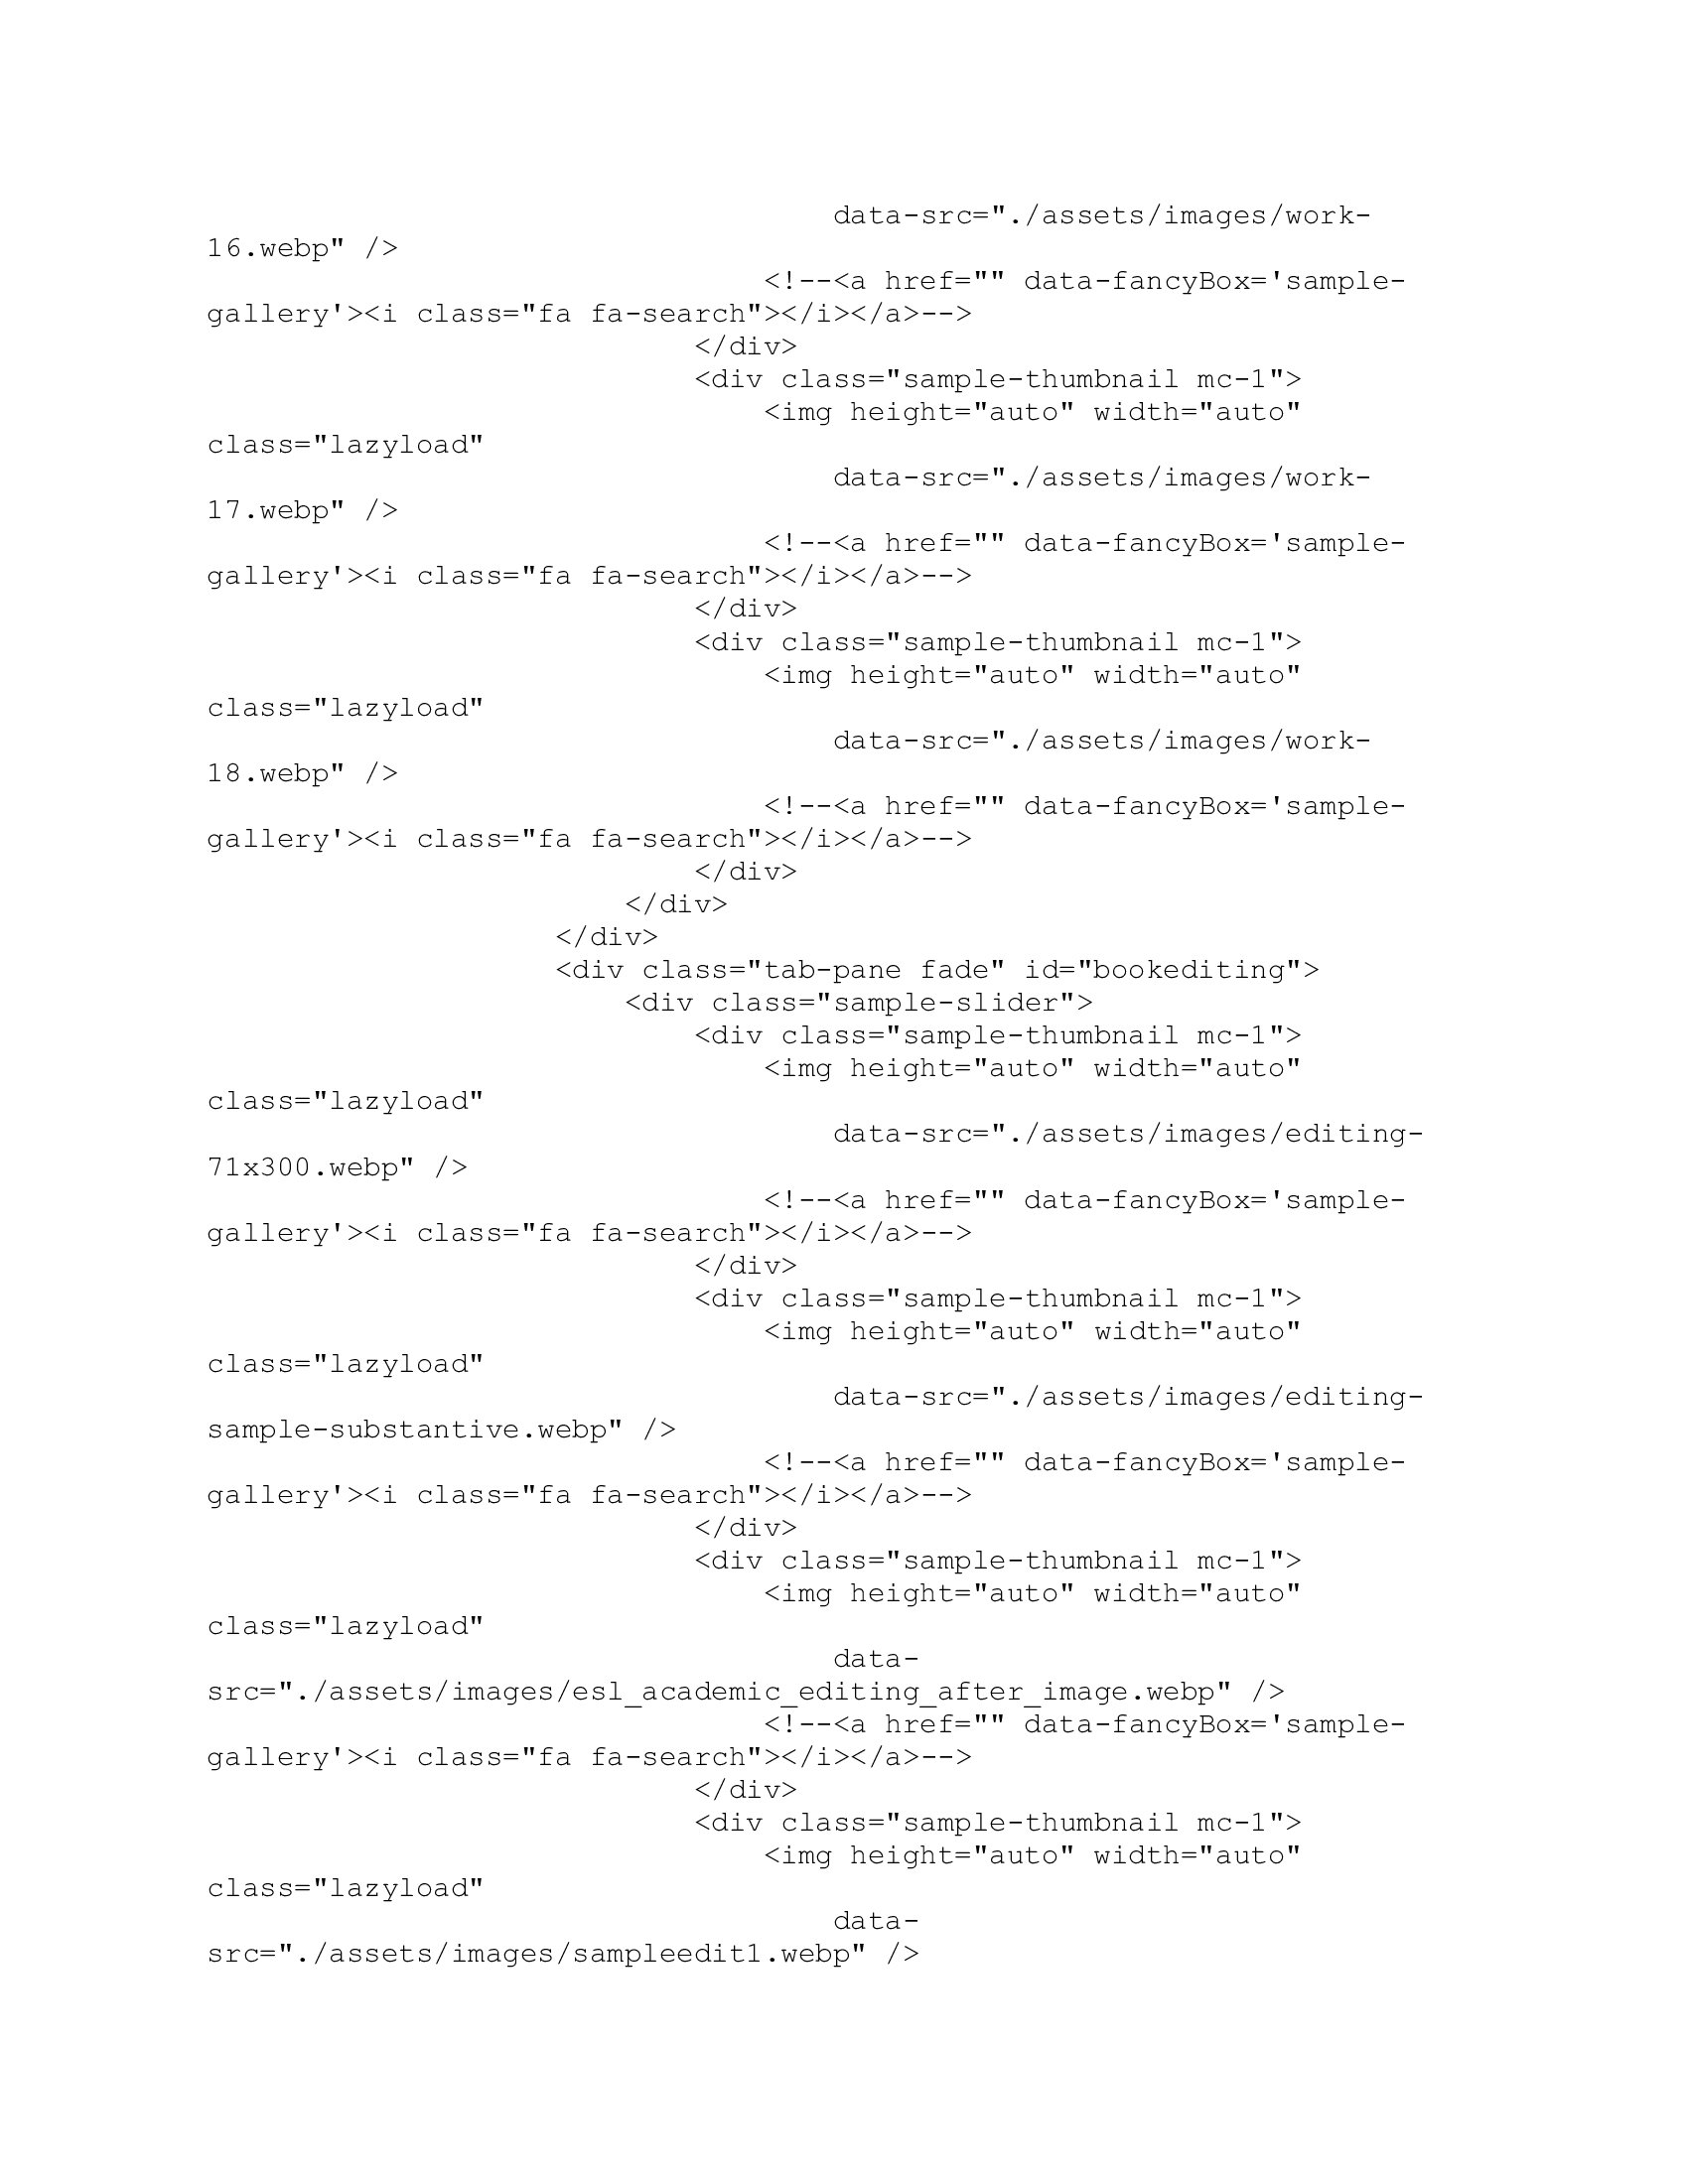 data-src="./assets/images/work-
16.webp" />
<!--<a href="" data-fancyBox='sample-
gallery'><i class="fa fa-search"></i></a>-->
</div>
<div class="sample-thumbnail mc-1">
<img height="auto" width="auto"
class="lazyload"
data-src="./assets/images/work-
17.webp" />
<!--<a href="" data-fancyBox='sample-
gallery'><i class="fa fa-search"></i></a>-->
</div>
<div class="sample-thumbnail mc-1">
<img height="auto" width="auto"
class="lazyload"
data-src="./assets/images/work-
18.webp" />
<!--<a href="" data-fancyBox='sample-
gallery'><i class="fa fa-search"></i></a>-->
</div>
</div>
</div>
<div class="tab-pane fade" id="bookediting">
<div class="sample-slider">
<div class="sample-thumbnail mc-1">
<img height="auto" width="auto"
class="lazyload"
data-src="./assets/images/editing-
71x300.webp" />
<!--<a href="" data-fancyBox='sample-
gallery'><i class="fa fa-search"></i></a>-->
</div>
<div class="sample-thumbnail mc-1">
<img height="auto" width="auto"
class="lazyload"
data-src="./assets/images/editing-
sample-substantive.webp" />
<!--<a href="" data-fancyBox='sample-
gallery'><i class="fa fa-search"></i></a>-->
</div>
<div class="sample-thumbnail mc-1">
<img height="auto" width="auto"
class="lazyload"
data-
src="./assets/images/esl_academic_editing_after_image.webp" />
<!--<a href="" data-fancyBox='sample-
gallery'><i class="fa fa-search"></i></a>-->
</div>
<div class="sample-thumbnail mc-1">
<img height="auto" width="auto"
class="lazyload"
data-
src="./assets/images/sampleedit1.webp" />